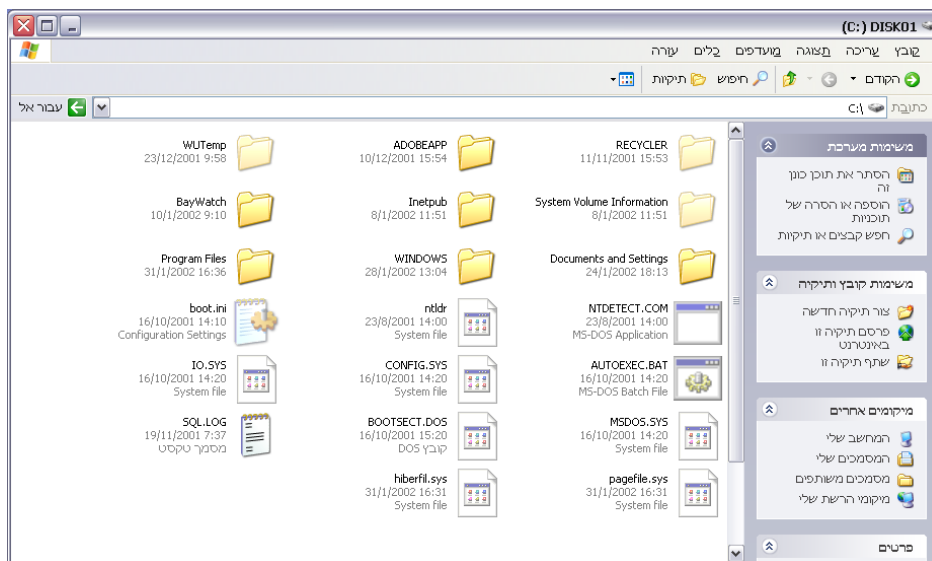 (C:) DISK01
קובץ עריכה תצוגה מועדפים כלים עזרה
הקודם חיפוש תיקיות
כתובת C:\ עבור אל
משימות מערכת
הסתר את תוכן כונן
זה
הוספה או הסרה של
תוכניות
חפש קבצים או תיקיות
משימות קובץ ותיקיה
צור תיקיה חדשה
פרסם תיקיה זו
באינטרנט
שתף תיקיה זו
מיקומים אחרים
המחשב שלי
המסמכים שלי
מסמכים משותפים
מיקומי הרשת שלי
פרטים
RECYCLER
11/11/2001 15:53
ADOBEAPP
10/12/2001 15:54
WUTemp
23/12/2001 9:58
System Volume Information
8/1/2002 11:51
Inetpub
8/1/2002 11:51
BayWatch
10/1/2002 9:10
Documents and Settings
24/1/2002 18:13
WINDOWS
28/1/2002 13:04
Program Files
31/1/2002 16:36
NTDETECT.COM
23/8/2001 14:00
MS-DOS Application
ntldr
23/8/2001 14:00
System file
boot.ini
16/10/2001 14:10
Configuration Settings
AUTOEXEC.BAT
16/10/2001 14:20
MS-DOS Batch File
CONFIG.SYS
16/10/2001 14:20
System file
IO.SYS
16/10/2001 14:20
System file
MSDOS.SYS
16/10/2001 14:20
System file
BOOTSECT.DOS
16/10/2001 15:20
קובץ DOS
SQL.LOG
19/11/2001 7:37
מסמך טקסט
pagefile.sys
31/1/2002 16:31
System file
hiberfil.sys
31/1/2002 16:31
System file